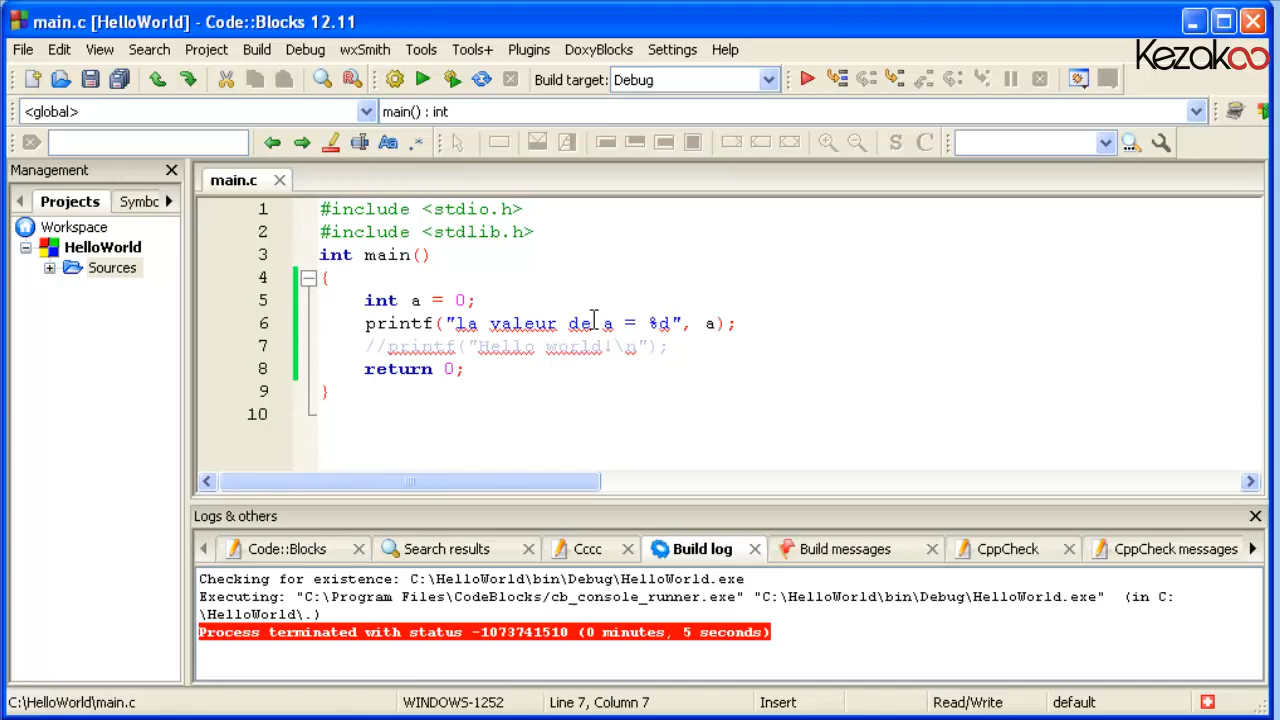 main.c [HelloWorld] - Code::Blocks 12.11
File Edit View Search Project Build Debug wxSmith Tools Tools+ Plugins DoxyBlocks Settings Help
Kezakoo
Build target: Debug
<global> main() : int
Management
main.c
Projects Symbc
Workspace
HelloWorld
Sources
1 #include <stdio.h>
2 #include <stdlib.h>
3 int main()
4 {
5 int a = 0;
6 printf("la valeur de a = %d", a);
7 //printf("Hello world!\n");
8 return 0;
9 }
10
Logs & others
Code::Blocks Search results Cccc Build log Build messages CppCheck CppCheck messages
Checking for existence: C:\HelloWorld\bin\Debug\HelloWorld.exe
Executing: "C:\Program Files\CodeBlocks/cb_console_runner.exe" "C:\HelloWorld\bin\Debug\HelloWorld.exe" (in C:
\HelloWorld\.)
Process terminated with status -1073741510 (0 minutes, 5 seconds)
C:\HelloWorld\main.c WINDOWS-1252 Line 7, Column 7 Insert Read/Write default